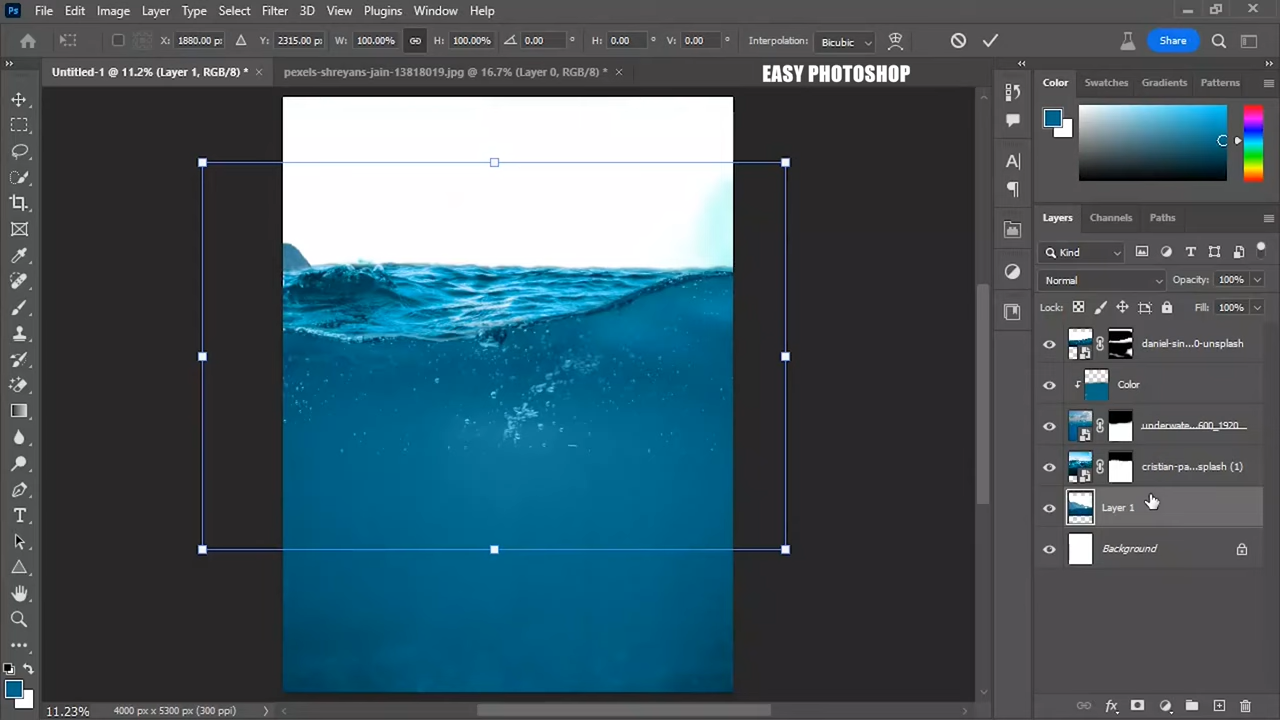 Ps File Edit Image Layer Type Select Filter 3D View Plugins Window Help
X: 1880.00 px Y: 2315.00 px W: 100.00% H: 100.00% 0.00 ° H: 0.00 ° V: 0.00 ° Interpolation: Bicubic Share
Untitled-1 @ 11.2% (Layer 1, RGB/8) * × pexels-shreyans-jain-13818019.jpg @ 16.7% (Layer 0, RGB/8) * ×
EASY PHOTOSHOP
Color Swatches Gradients Patterns
Layers Channels Paths
Kind
Normal Opacity: 100%
Lock: Fill: 100%
daniel-sin...0-unsplash
Color
underwate...600_1920_
cristian-pa...splash (1)
Layer 1
Background
11.23% 4000 px x 5300 px (300 ppi)